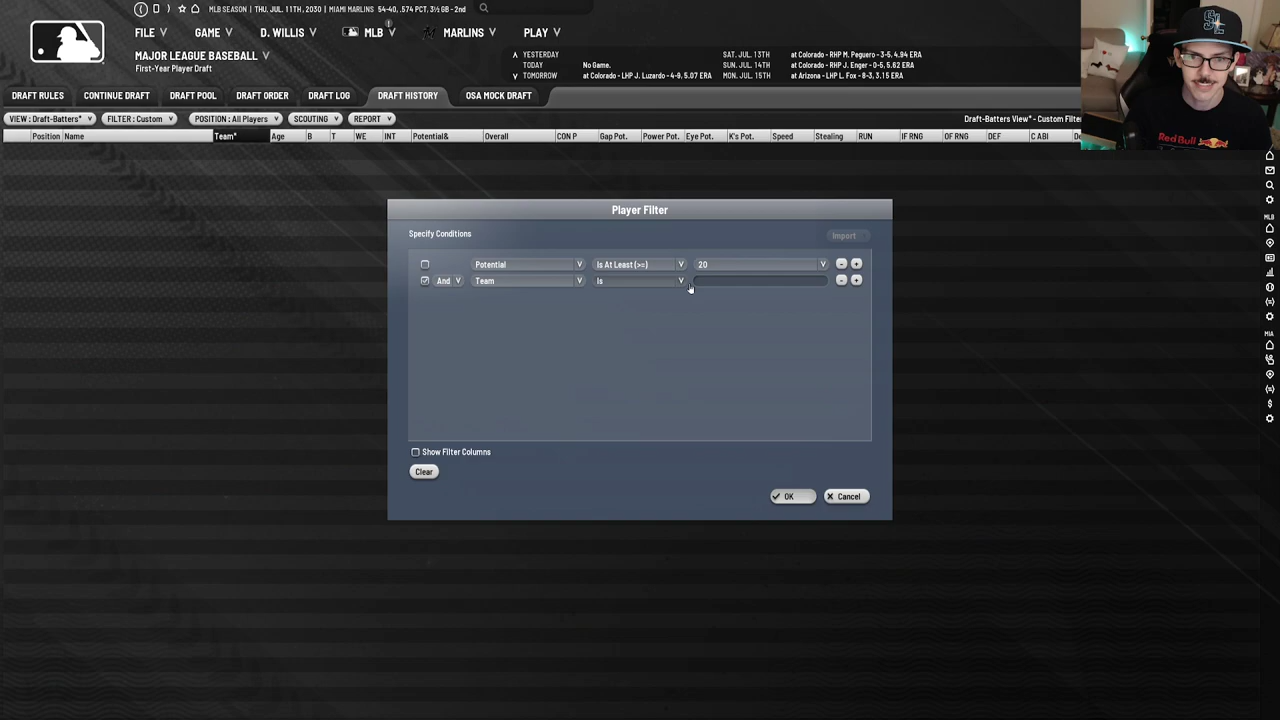 MLB SEASON | THU. JUL. 11TH, 2030 | MIAMI MARLINS 54-40, .574 PCT, 3½ GB - 2nd
FILE GAME D. WILLIS MLB MARLINS PLAY
MAJOR LEAGUE BASEBALL
First-Year Player Draft
YESTERDAY
TODAY No Game.
TOMORROW at Colorado - LHP J. Luzardo - 4-9, 5.07 ERA
SAT. JUL. 13TH at Colorado - RHP M. Peguero - 3-5, 4.94 ERA
SUN. JUL. 14TH at Colorado - RHP J. Enger - 0-5, 5.62 ERA
MON. JUL. 15TH at Arizona - LHP L. Fox - 8-3, 3.15 ERA
DRAFT RULES CONTINUE DRAFT DRAFT POOL DRAFT ORDER DRAFT LOG DRAFT HISTORY OSA MOCK DRAFT
VIEW : Draft-Batters* FILTER : Custom POSITION : All Players SCOUTING REPORT Draft-Batters View* - Custom Filter
Position Name Team* Age B T WE INT Potential& Overall CON P Gap Pot. Power Pot. Eye Pot. K's Pot. Speed Stealing RUN IF RNG OF RNG DEF C ABI De
Player Filter
Specify Conditions
Import
Potential Is At Least (>=) 20 - +
And Team Is - +
Show Filter Columns
Clear
OK Cancel
Red Bull
MLB
MIA